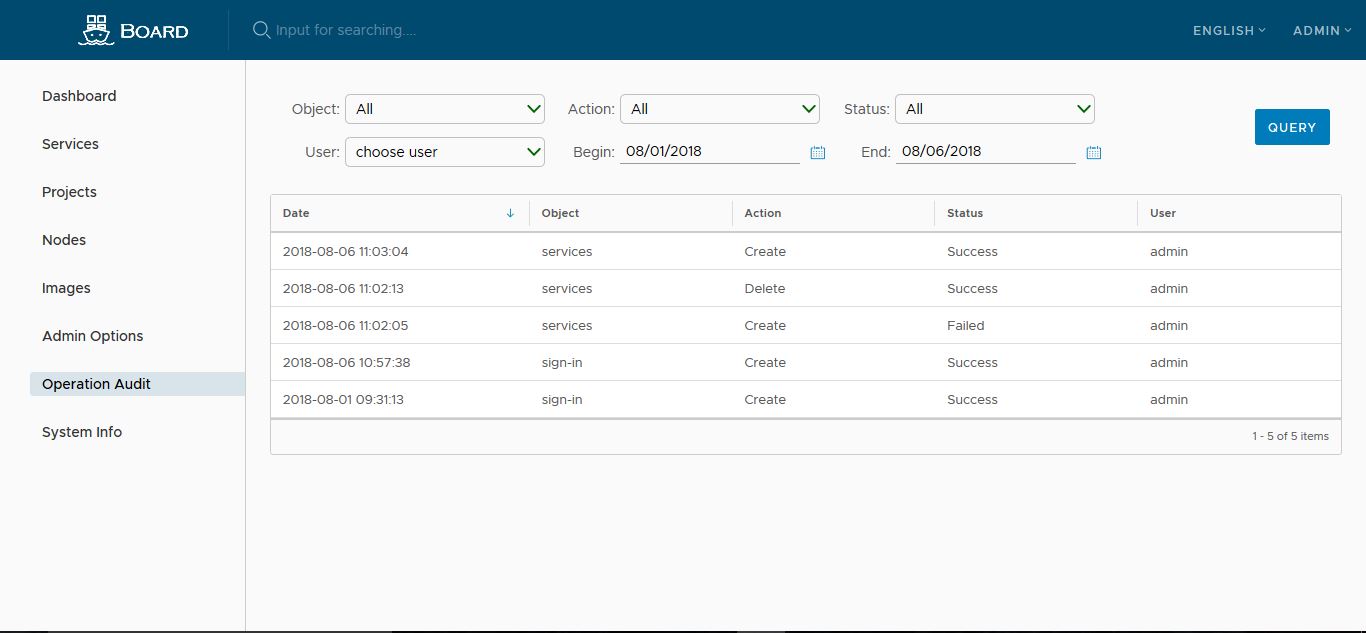 BOARD
Input for searching....
ENGLISH
ADMIN
Dashboard
Services
Projects
Nodes
Images
Admin Options
Operation Audit
System Info
Object: All Action: All Status: All
User: choose user Begin: 08/01/2018 End: 08/06/2018
QUERY
Date Object Action Status User
2018-08-06 11:03:04 services Create Success admin
2018-08-06 11:02:13 services Delete Success admin
2018-08-06 11:02:05 services Create Failed admin
2018-08-06 10:57:38 sign-in Create Success admin
2018-08-01 09:31:13 sign-in Create Success admin
1 - 5 of 5 items